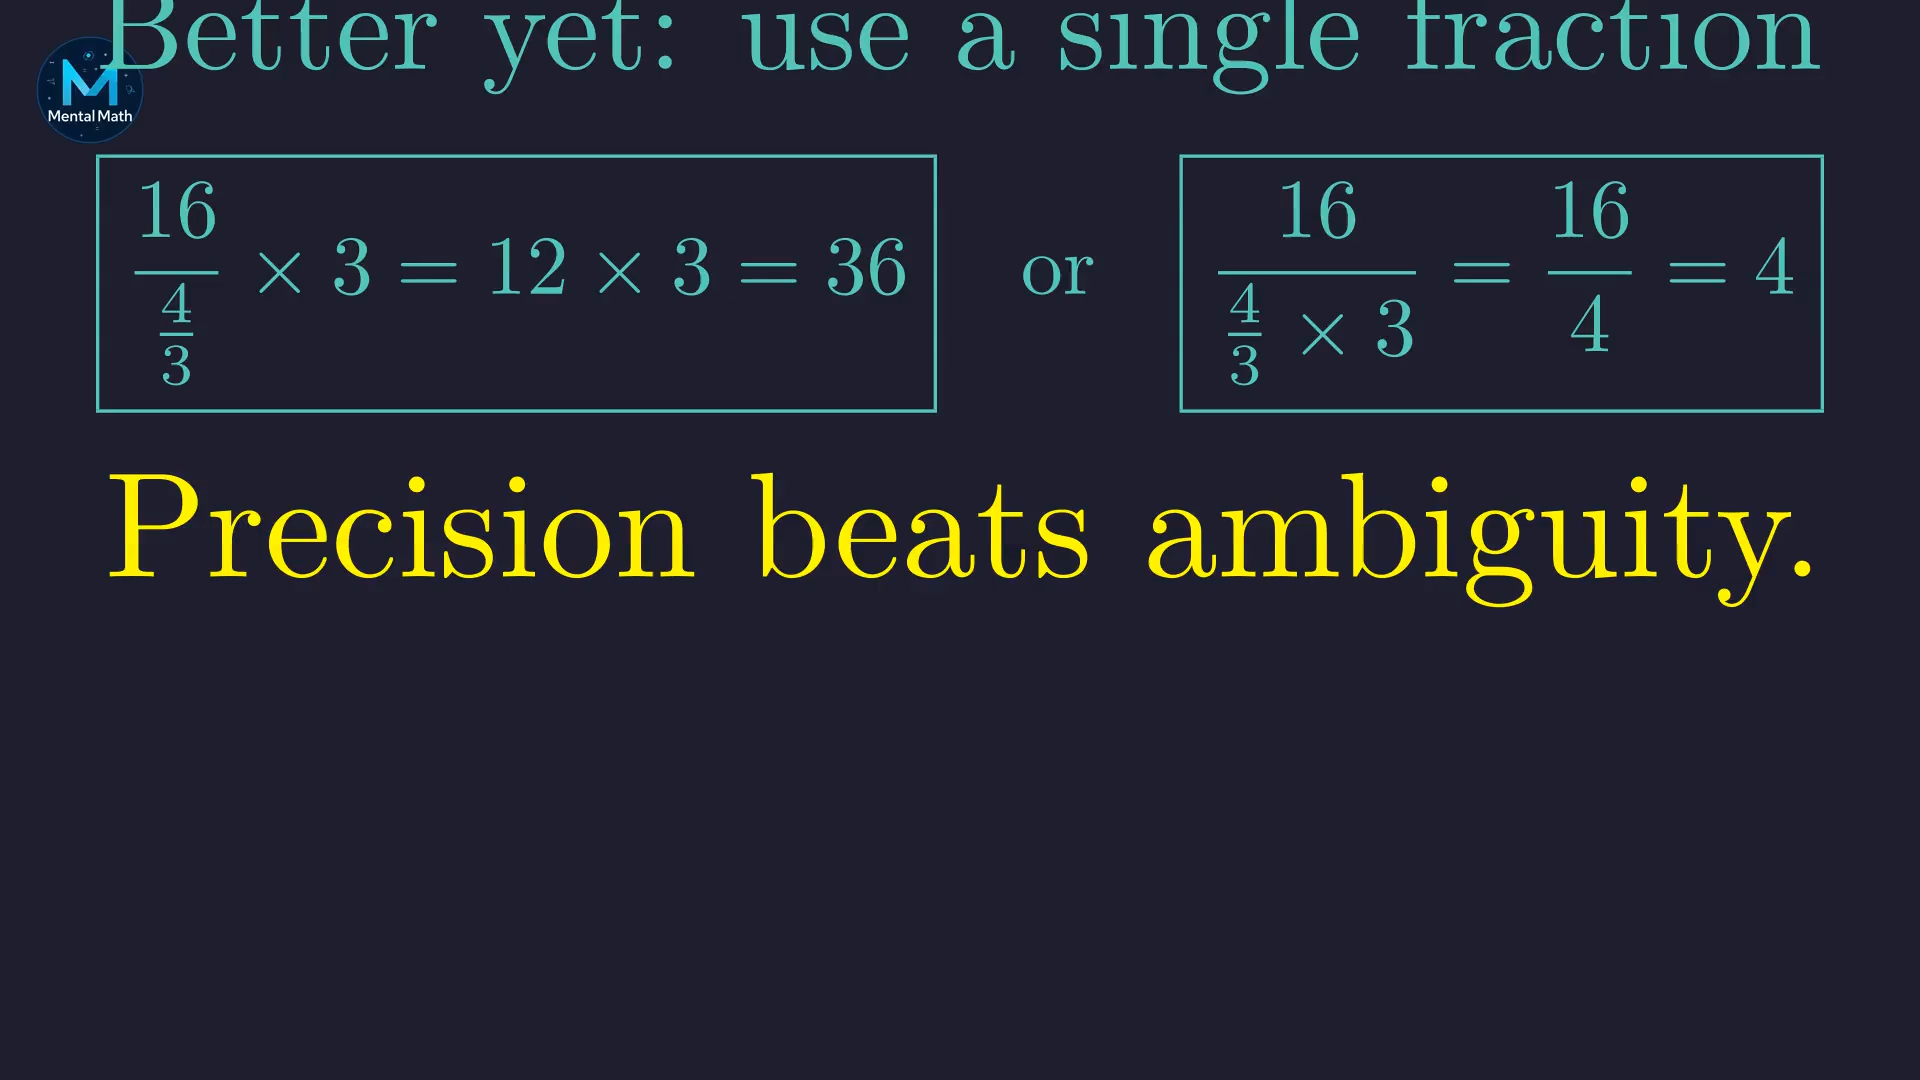 Better yet: use a single fraction
M
Mental Math
16/(4/3) × 3 = 12 × 3 = 36 or 16/(4/3 × 3) = 16/4 = 4
Precision beats ambiguity.